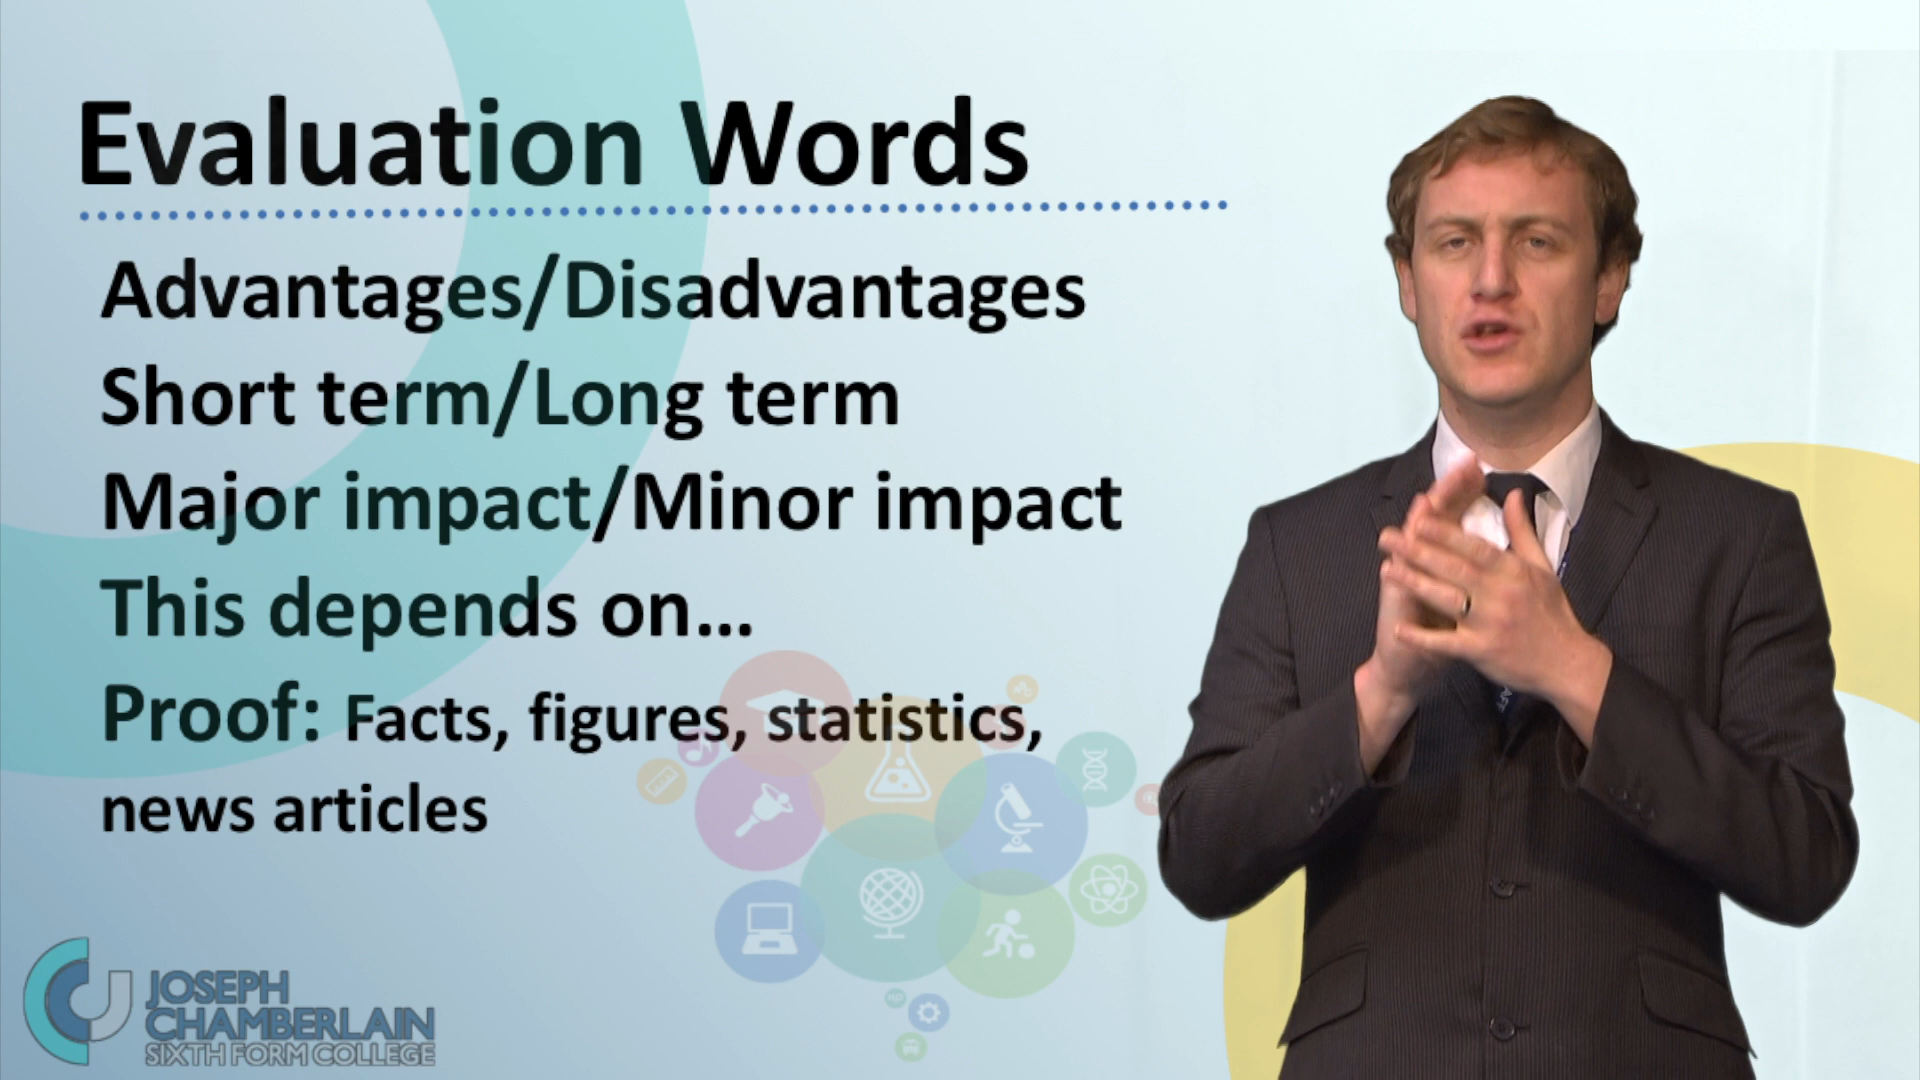 Evaluation Words
Advantages/Disadvantages
Short term/Long term
Major impact/Minor impact
This depends on...
Proof: Facts, figures, statistics,
news articles
JOSEPH
CHAMBERLAIN
SIXTH FORM COLLEGE